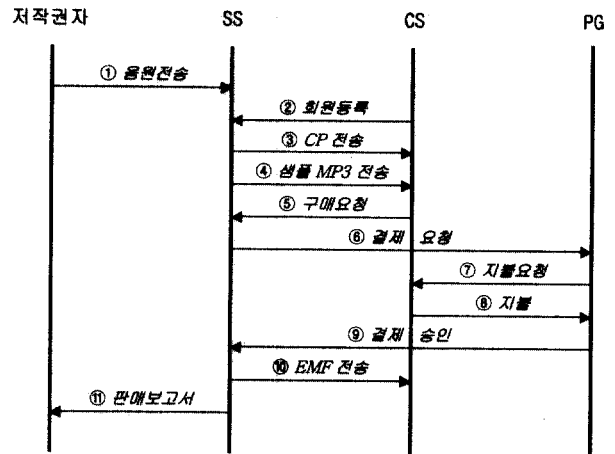 저작권자 SS CS PG
① 음원전송
② 회원등록
③ CP 전송
④ 샘플 MP3 전송
⑤ 구매요청
⑥ 결제 요청
⑦ 지불요청
⑧ 지불
⑨ 결제 승인
⑩ EMF 전송
⑪ 판매보고서